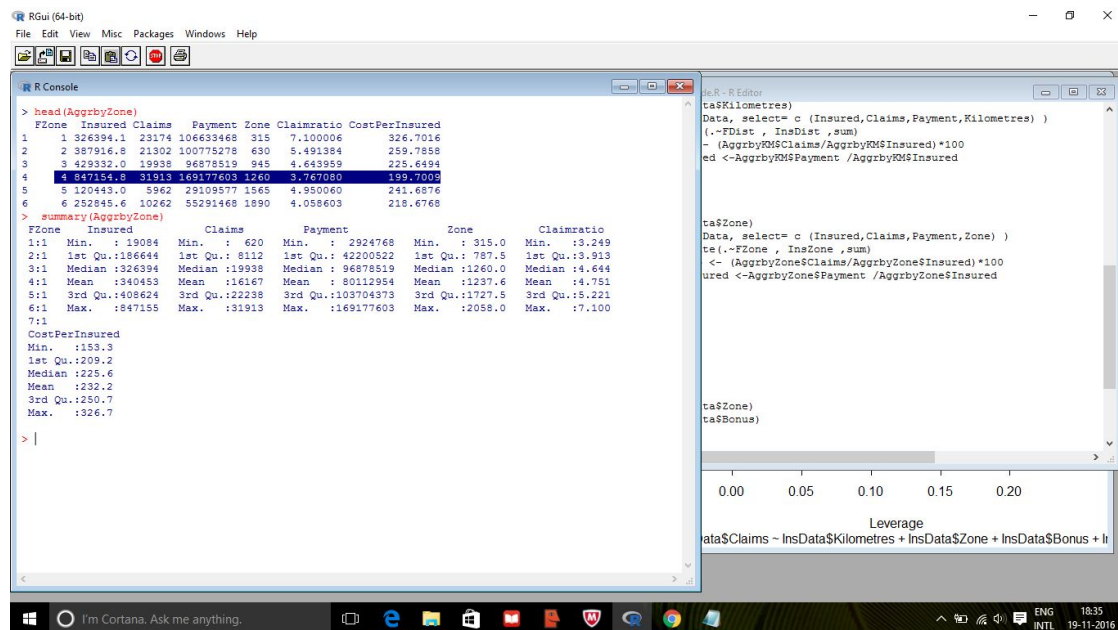 RGui (64-bit)
File Edit View Misc Packages Windows Help
R Console
> head(AggrbyZone)
FZone Insured Claims Payment Zone Claimratio CostPerInsured
1 1 326394.1 23174 106633468 315 7.100006 326.7016
2 2 387916.8 21302 100775278 630 5.491384 259.7858
3 3 429332.0 19938 96878519 945 4.643959 225.6494
4 4 847154.8 31913 169177603 1260 3.767080 199.7009
5 5 120443.0 5962 29109577 1565 4.950060 241.6876
6 6 252845.6 10262 55291468 1890 4.058603 218.6768
> summary(AggrbyZone)
FZone Insured Claims Payment Zone Claimratio
1:1 Min. : 19084 Min. : 620 Min. : 2924768 Min. : 315.0 Min. :3.249
2:1 1st Qu.:186644 1st Qu.: 8112 1st Qu.: 42200522 1st Qu.: 787.5 1st Qu.:3.913
3:1 Median :326394 Median :19938 Median : 96878519 Median :1260.0 Median :4.644
4:1 Mean :340453 Mean :16167 Mean : 80112954 Mean :1237.6 Mean :4.751
5:1 3rd Qu.:408624 3rd Qu.:22238 3rd Qu.:103704373 3rd Qu.:1727.5 3rd Qu.:5.221
6:1 Max. :847155 Max. :31913 Max. :169177603 Max. :2058.0 Max. :7.100
7:1
CostPerInsured
Min. :153.3
1st Qu.:209.2
Median :225.6
Mean :232.2
3rd Qu.:250.7
Max. :326.7
>
de.R - R Editor
ta$Kilometres)
Data, select= c (Insured,Claims,Payment,Kilometres) )
(.~FDist , InsDist ,sum)
- (AggrbyKM$Claims/AggrbyKM$Insured)*100
ed <-AggrbyKM$Payment /AggrbyKM$Insured
ta$Zone)
Data, select= c (Insured,Claims,Payment,Zone) )
te(.~FZone , InsZone ,sum)
<- (AggrbyZone$Claims/AggrbyZone$Insured)*100
ured <-AggrbyZone$Payment /AggrbyZone$Insured
ta$Zone)
ta$Bonus)
0.00 0.05 0.10 0.15 0.20
Leverage
ata$Claims ~ InsData$Kilometres + InsData$Zone + InsData$Bonus + I
I'm Cortana. Ask me anything.
ENG
INTL
18:35
19-11-2016